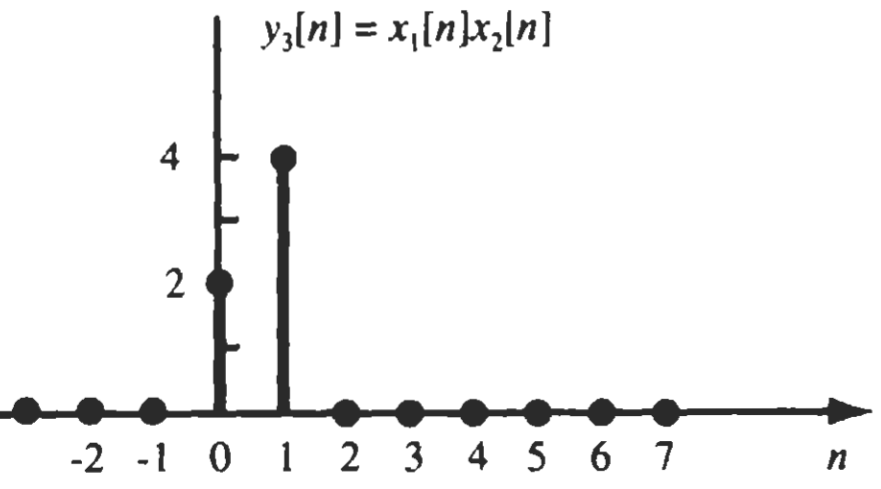 y₃[n] = x₁[n]x₂[n]
4
2
-2 -1 0 1 2 3 4 5 6 7 n